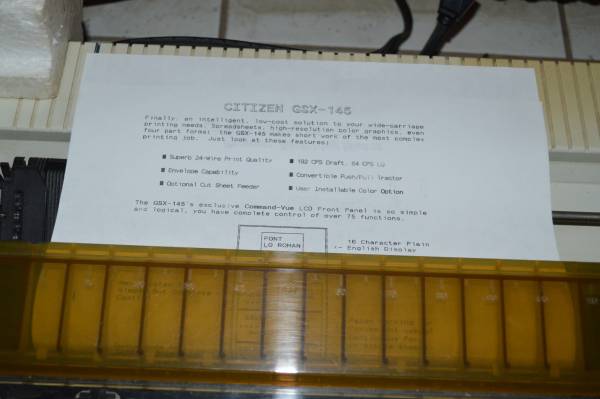 CITIZEN GSX-145
Finally, an intelligent, low-cost solution to your wide-carriage
printing needs. Spreadsheets, high-resolution color graphics, even
four part forms; the GSX-145 makes short work of the most complex
printing job. Just look at these features:
■ Superb 24-Wire Print Quality ■ 192 CPS Draft, 64 CPS LQ
■ Envelope Capability ■ Convertible Push/Pull Tractor
■ Optional Cut Sheet Feeder ■ User Installable Color Option
The GSX-145's exclusive Command-Vue LCD Front Panel is so simple
and logical, you have complete control of over 75 functions.
FONT
LQ ROMAN
16 Character Plain
<- English Display